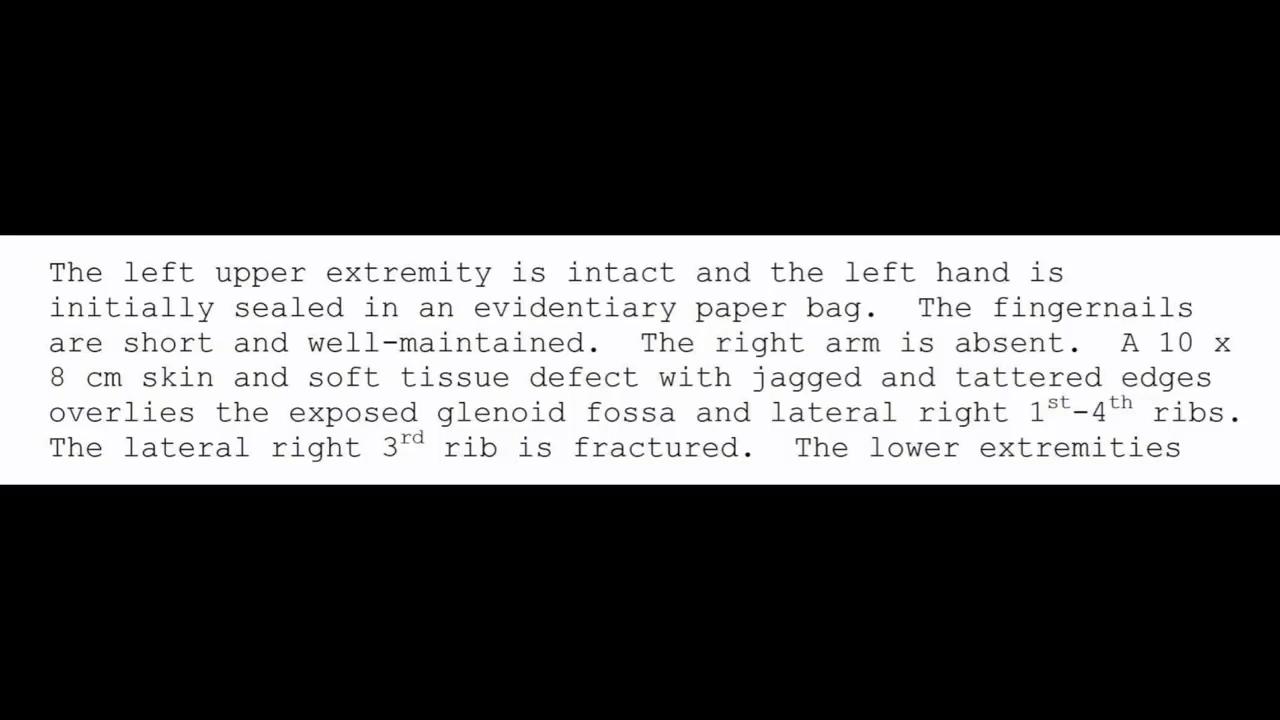 The left upper extremity is intact and the left hand is
initially sealed in an evidentiary paper bag.  The fingernails
are short and well-maintained.  The right arm is absent.  A 10 x
8 cm skin and soft tissue defect with jagged and tattered edges
overlies the exposed glenoid fossa and lateral right 1st-4th ribs.
The lateral right 3rd rib is fractured.  The lower extremities